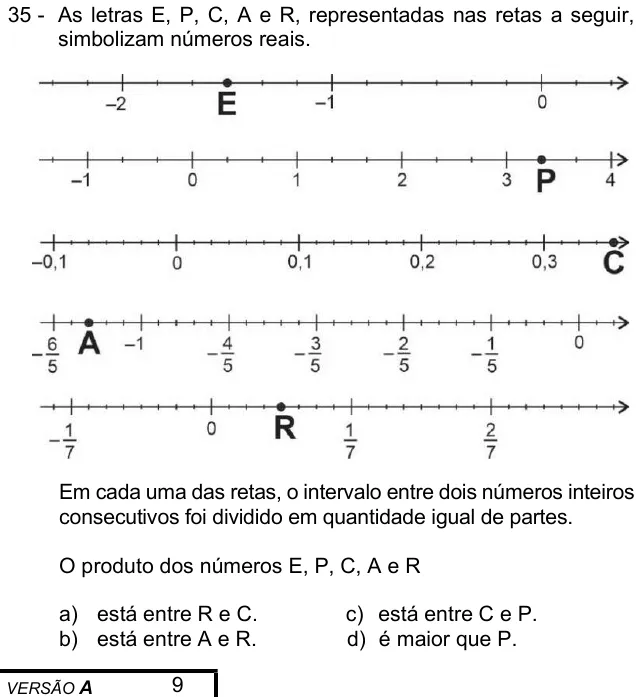 35 - As letras E, P, C, A e R, representadas nas retas a seguir,
simbolizam números reais.
–2 E –1 0
–1 0 1 2 3 P 4
–0,1 0 0,1 0,2 0,3 C
–6/5 A –1 –4/5 –3/5 –2/5 –1/5 0
–1/7 0 R 1/7 2/7
Em cada uma das retas, o intervalo entre dois números inteiros
consecutivos foi dividido em quantidade igual de partes.
O produto dos números E, P, C, A e R
a) está entre R e C. c) está entre C e P.
b) está entre A e R. d) é maior que P.
VERSÃO A 9